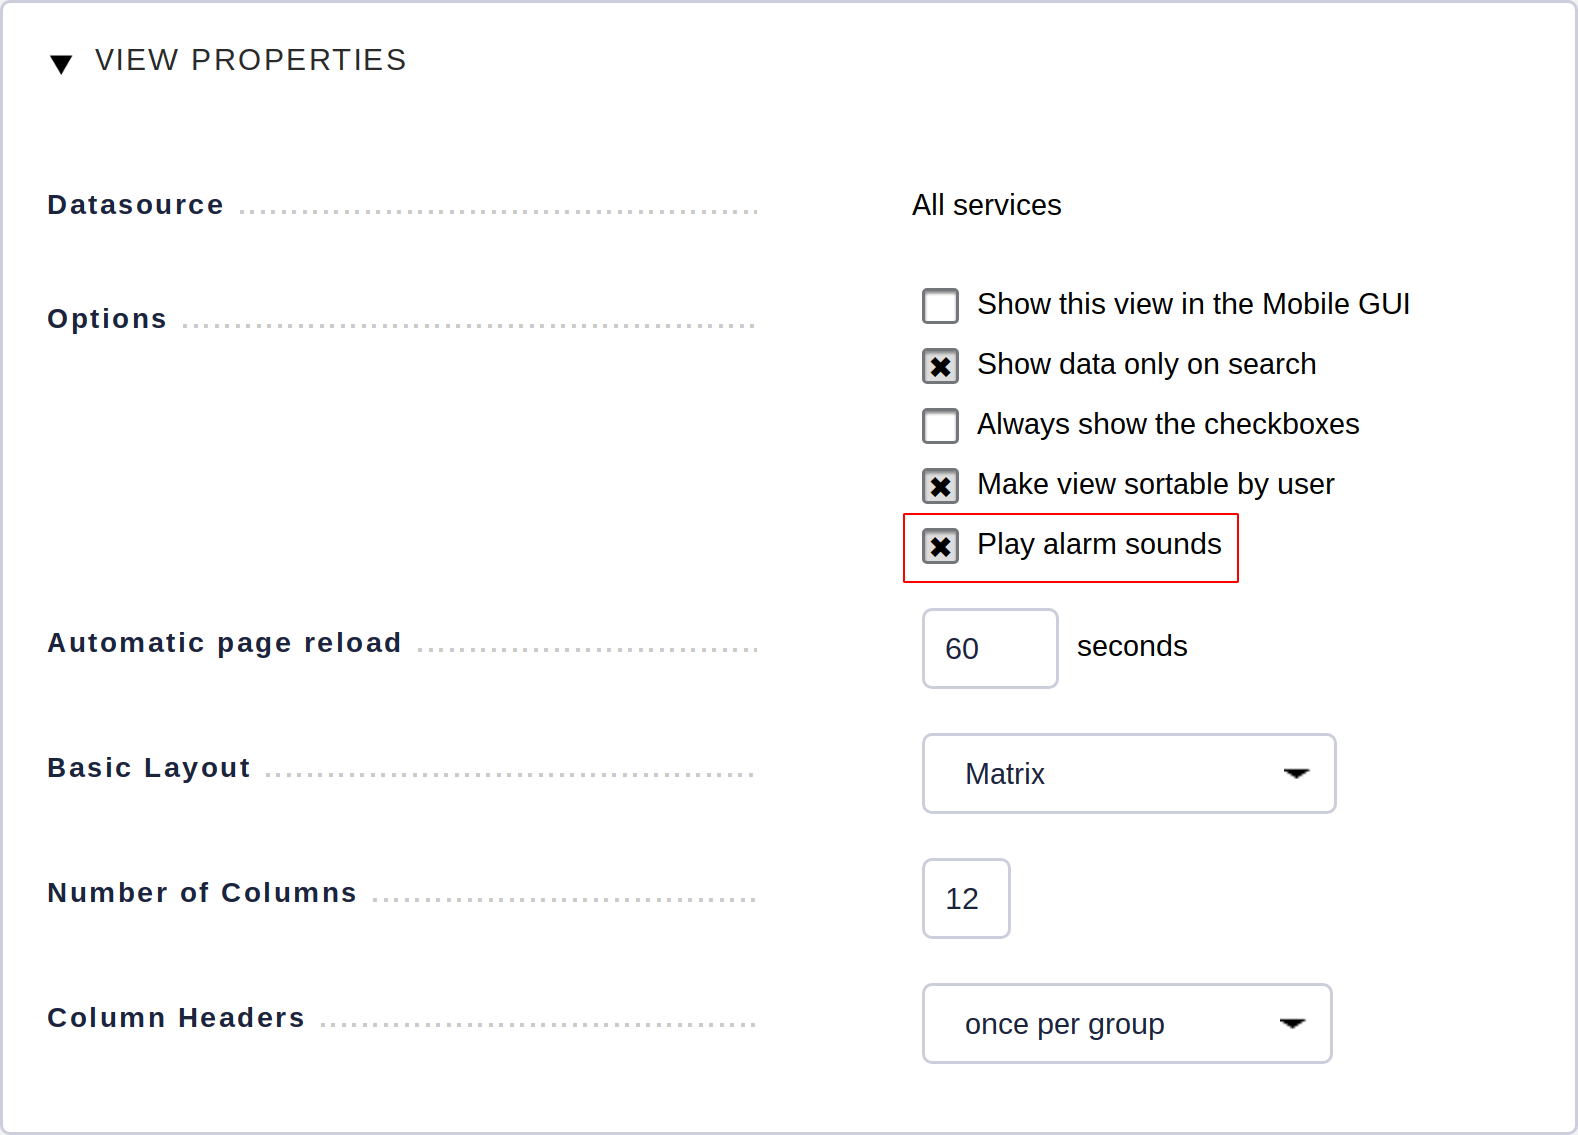 VIEW PROPERTIES
Datasource All services
Options Show this view in the Mobile GUI
Show data only on search
Always show the checkboxes
Make view sortable by user
Play alarm sounds
Automatic page reload 60 seconds
Basic Layout Matrix
Number of Columns 12
Column Headers once per group